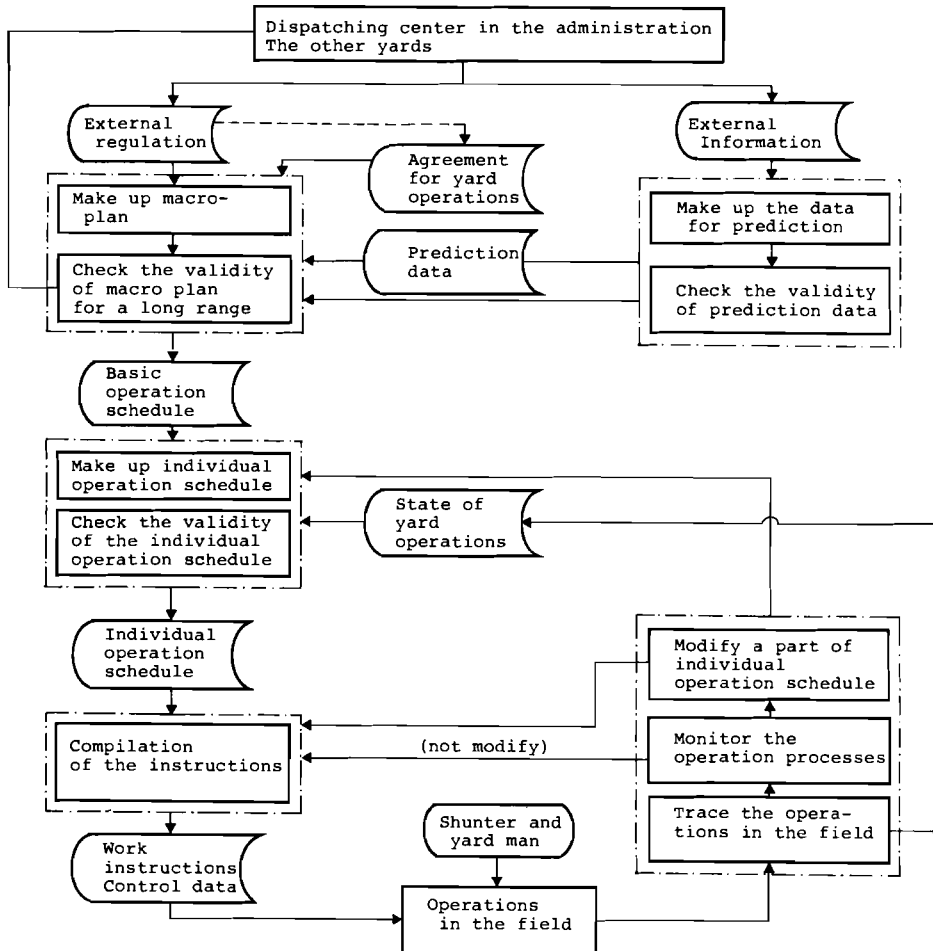 Dispatching center in the administration
The other yards
External
regulation
External
Information
Agreement
for yard
operations
Make up macro-
plan
Make up the data
for prediction
Prediction
data
Check the validity
of macro plan
for a long range
Check the validity
of prediction data
Basic
operation
schedule
Make up individual
operation schedule
State of
yard
operations
Check the validity
of the individual
operation schedule
Individual
operation
schedule
Modify a part of
individual
operation schedule
Compilation
of the instructions
(not modify)
Monitor the
operation processes
Trace the opera-
tions in the field
Shunter and
yard man
Work
instructions
Control data
Operations
in the field